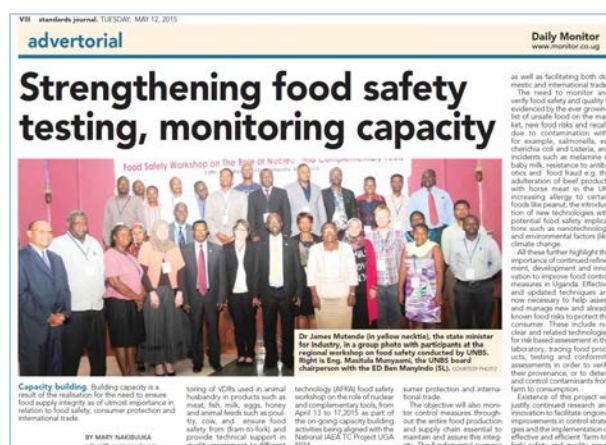 VIII standards journal. TUESDAY, MAY 12, 2015
advertorial
Daily Monitor
www.monitor.co.ug
Strengthening food safety
testing, monitoring capacity
Food Safety Workshop on The Role of
Dr James Mutende (in yellow necktie), the state minister
for Industry, in a group photo with participants at the
regional workshop on food safety conducted by UNBS.
Right is Eng. Masitula Munyaami, the UNBS board
chairperson with the ED Ben Manyindo (5L). COURTESY PHOTO
Capacity building. Building capacity is a
result of the realisation for the need to ensure
food supply integrity as of utmost importance in
relation to food safety, consumer protection and
international trade.
BY MARY NAKIBUUKA
toring of VDRs used in animal
husbandry in products such as
meat, fish, milk, eggs, honey
and animal feeds such as poul-
try, cow, and ensure food
safety from (farm-to-fork) and
provide technical support in
technology (AFRA) food safety
workshop on the role of nuclear
and complementary tools, from
April 13 to 17,2015 as part of
the on-going capacity building
activities being aligned with the
National IAEA TC Project UGA
sumer protection and interna-
tional trade.
The objective will also moni-
tor control measures through-
out the entire food production
and supply chain essential to
maintain and assure this integ-
as well as facilitating both do
mestic and international trade
The need to monitor an
verify food safety and quality
evidenced by the ever growin
list of unsafe food on the ma
ket, new food risks and recal
due to contamination with
for example, salmonella, es
cherichia coli and Listeria, an
incidents such as melamine i
baby milk, resistance to antib
otics and food fraud e.g. th
adulteration of beef product
with horse meat in the U
increasing allergy to certai
foods like peanut, the introduc
tion of new technologies wit
potential food safety implica
tions such as nanotechnolog
and environmental factors (lik
climate change.
All these further highlight th
importance of continued refine
ment, development and inno
vation to improve food contro
measures in Uganda. Effectiv
and updated techniques ar
now necessary to help asses
and manage new and alread
known food risks to protect th
consumer. These include nu
clear and related technologie
for risk based assessment in th
laboratory, tracing food prod
ucts, testing and conformit
assessments in order to verif
their provenance, or to detec
and control contaminants from
farm to consumption.
Existence of this project wi
justify continued research an
innovation to facilitate ongoin
improvements in control strate
gies and the implementation
effective and efficient 'farm-